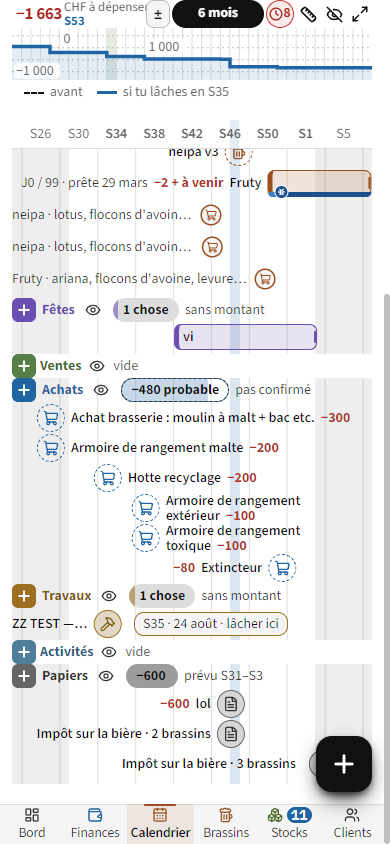 −1 663 CHF à dépenser S53 ± 6 mois 8
0
1 000
−1 000
avant si tu lâches en S35
S26 S30 S34 S38 S42 S46 S50 S1 S5
neipa v3
J0 / 99 · prête 29 mars −2 + à venir Fruty
neipa · lotus, flocons d'avoin…
neipa · lotus, flocons d'avoin…
Fruty · ariana, flocons d'avoine, levure…
Fêtes 1 chose sans montant
vi
Ventes vide
Achats −480 probable pas confirmé
Achat brasserie : moulin à malt + bac etc. −300
Armoire de rangement malte −200
Hotte recyclage −200
Armoire de rangement
extérieur −100
Armoire de rangement
toxique −100
−80 Extincteur
Travaux 1 chose sans montant
ZZ TEST —… S35 · 24 août · lâcher ici
Activités vide
Papiers −600 prévu S31–S3
−600 lol
Impôt sur la bière · 2 brassins
Impôt sur la bière · 3 brassins
Bord Finances Calendrier Brassins Stocks 11 Clients